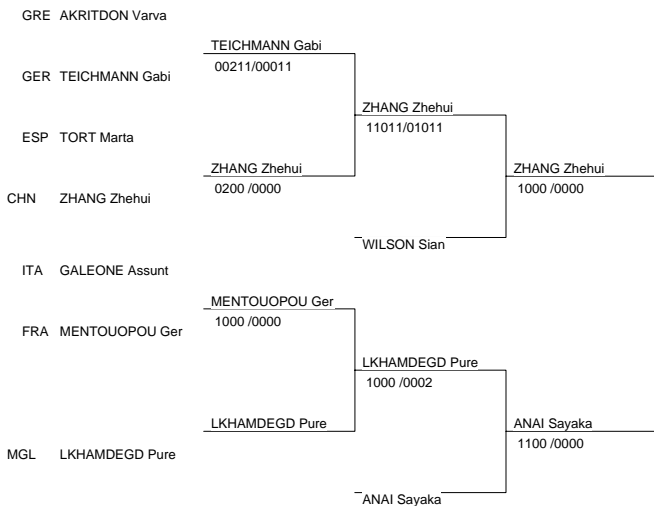 GRE AKRITDON Varva
TEICHMANN Gabi
00211/00011
GER TEICHMANN Gabi
ZHANG Zhehui
11011/01011
ESP TORT Marta
ZHANG Zhehui
0200 /0000
ZHANG Zhehui
1000 /0000
CHN ZHANG Zhehui
WILSON Sian
ITA GALEONE Assunt
MENTOUOPOU Ger
1000 /0000
FRA MENTOUOPOU Ger
LKHAMDEGD Pure
1000 /0002
LKHAMDEGD Pure
ANAI Sayaka
1100 /0000
MGL LKHAMDEGD Pure
ANAI Sayaka